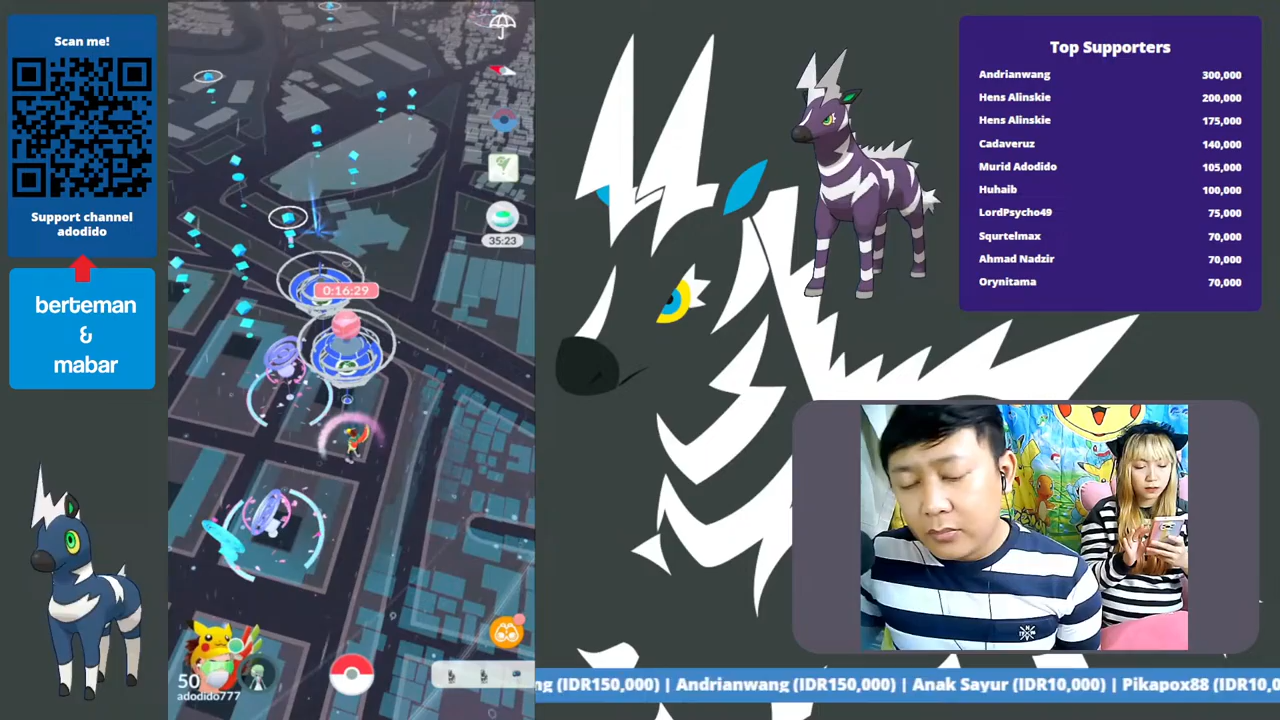 Scan me!
Support channel
adodido
berteman
&
mabar
35:23
0:16:29
50
adodido777
Top Supporters
Andrianwang 300,000
Hens Alinskie 200,000
Hens Alinskie 175,000
Cadaveruz 140,000
Murid Adodido 105,000
Huhaib 100,000
LordPsycho49 75,000
Squrtelmax 70,000
Ahmad Nadzir 70,000
Orynitama 70,000
ng (IDR150,000) | Andrianwang (IDR150,000) | Anak Sayur (IDR10,000) | Pikapox88 (IDR10,0